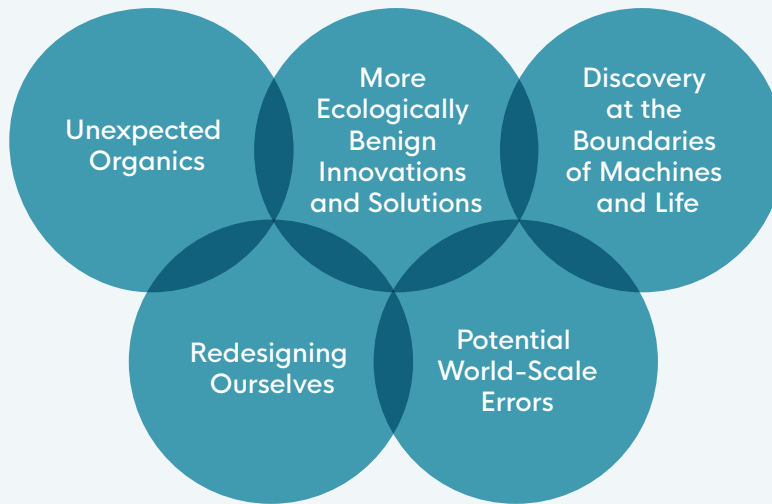 Unexpected
Organics
More
Ecologically
Benign
Innovations
and Solutions
Discovery
at the
Boundaries
of Machines
and Life
Redesigning
Ourselves
Potential
World-Scale
Errors